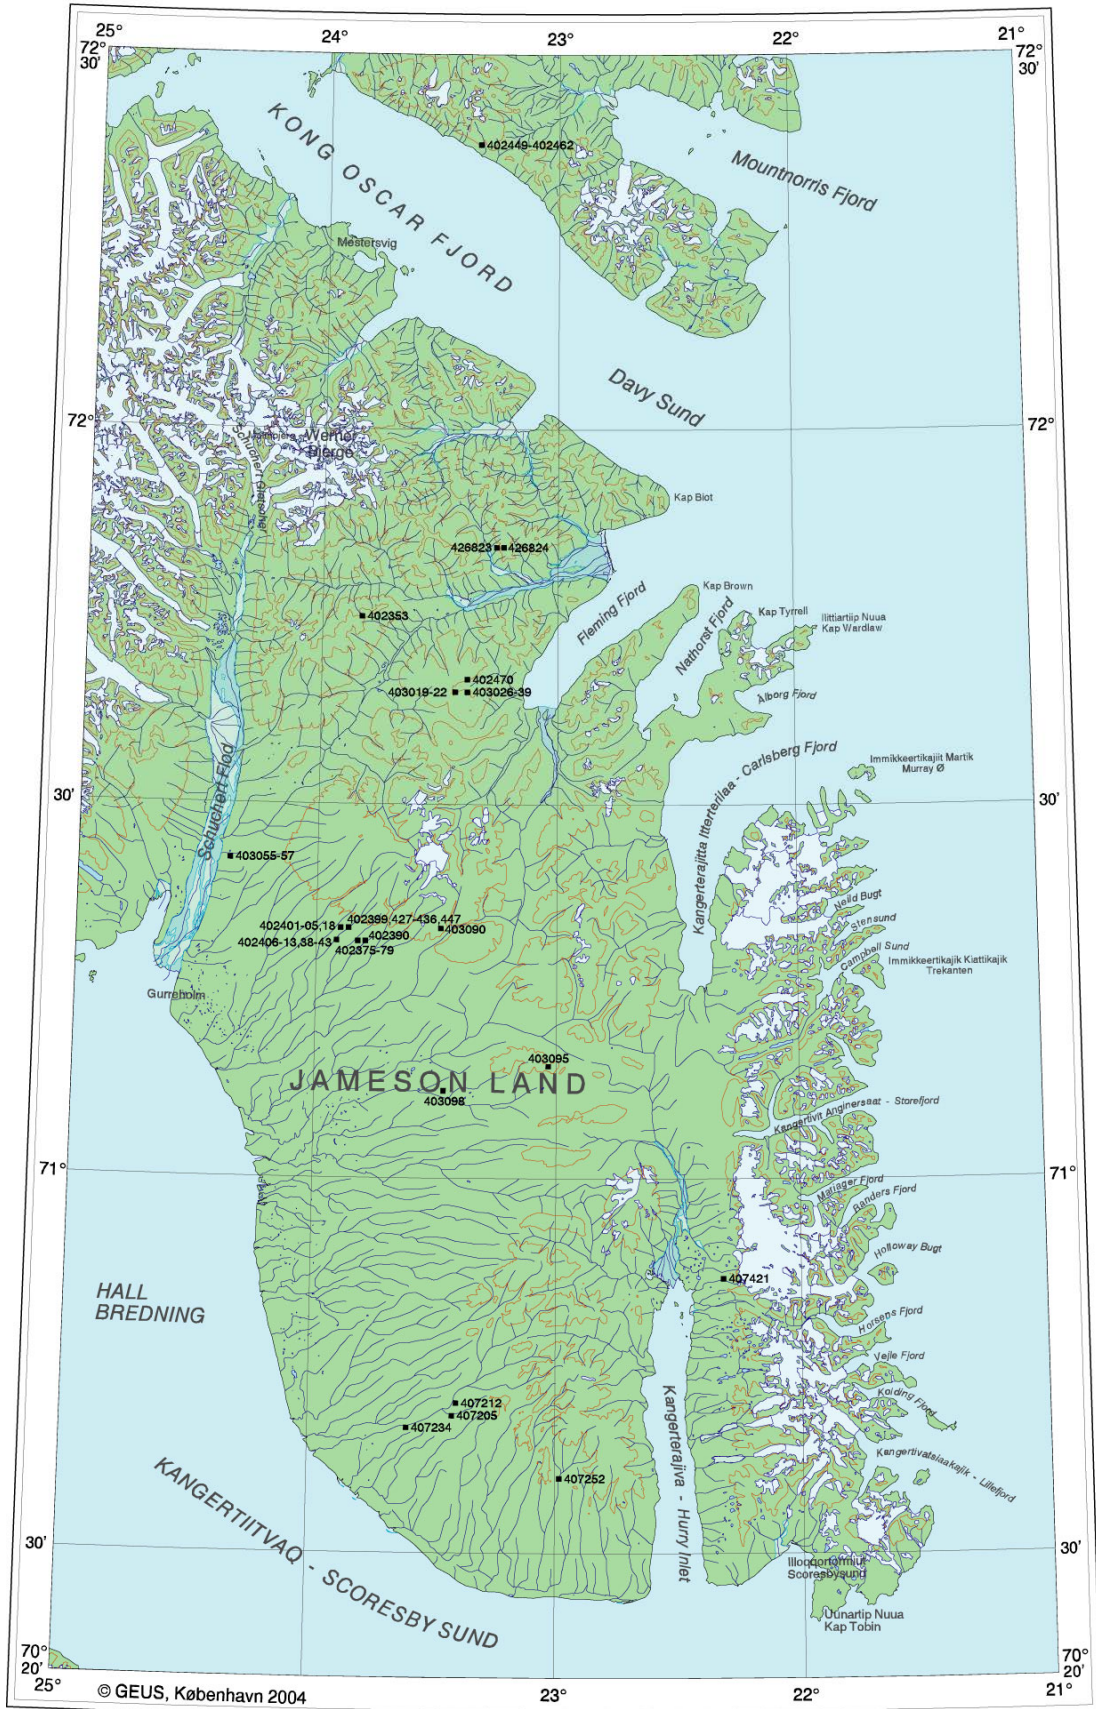 25°
24°
23°
22°
21°
72°
30'
72°
30'
KONG OSCAR FJORD
402449-402462
Mountnorris Fjord
Mestersvig
Davy Sund
72°
72°
Werner
Bjerge
Schuchert Gletscher
Kap Biot
426823
426824
Fleming Fjord
Kap Brown
Nathorst Fjord
Kap Tyrrell
Ilittiartiip Nuua
Kap Wardlaw
402353
402470
403019-22
403026-39
Ålborg Fjord
Kangerterajitta Itterterilaa - Carlsberg Fjord
Immikkeertikajiit Martik
Murray Ø
30'
30'
Schuchert Flod
403055-57
Neild Bugt
Stensund
Campbell Sund
Immikkeertikajik Kiattikajik
Trekanten
402401-05,18
402399,427-436,447
403090
402406-13,38-43
402390
402375-79
Gurreholm
403095
JAMESON LAND
403098
Kangertivit Anginersaat - Storefjord
71°
71°
Mariager Fjord
Randers Fjord
Holloway Bugt
407421
HALL
BREDNING
Horsens Fjord
Vejle Fjord
Kolding Fjord
Kangertivatsiaakajik - Lillefjord
407212
407205
407234
407252
Kangerterajiva - Hurry Inlet
KANGERTIITVAQ - SCORESBY SUND
30'
30'
Illoqqortormiut
Scoresbysund
Uunartip Nuua
Kap Tobin
70°
20'
70°
20'
25°
© GEUS, København 2004
23°
22°
21°